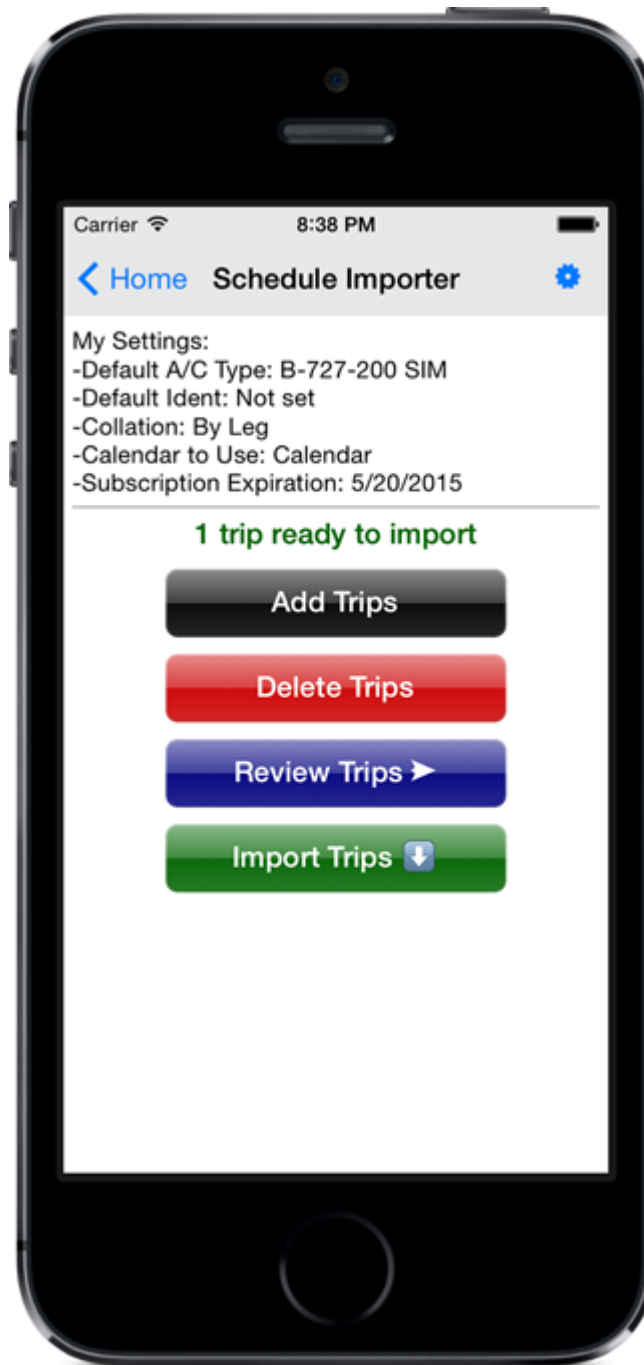 Carrier 8:38 PM
Home Schedule Importer
My Settings:
-Default A/C Type: B-727-200 SIM
-Default Ident: Not set
-Collation: By Leg
-Calendar to Use: Calendar
-Subscription Expiration: 5/20/2015
1 trip ready to import
Add Trips
Delete Trips
Review Trips ➢
Import Trips ⬇